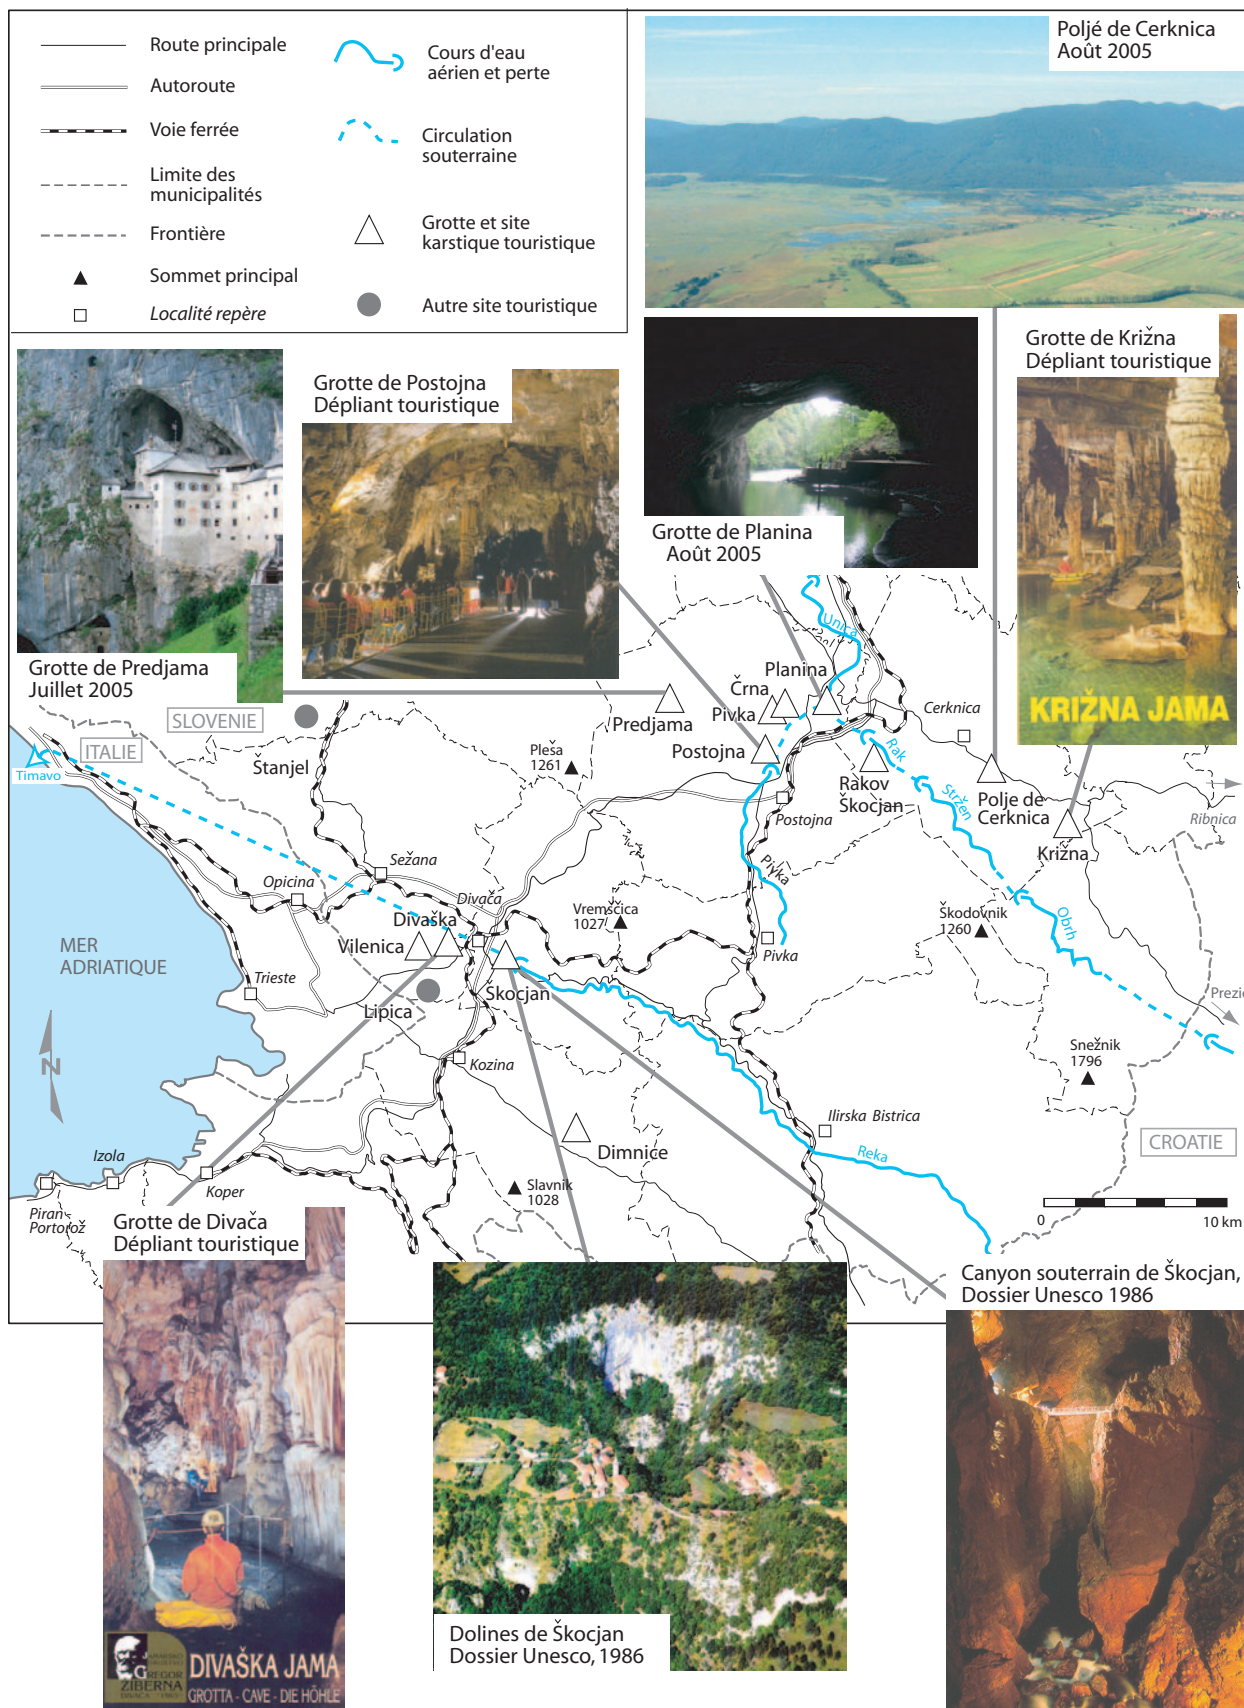 Route principale
Autoroute
Voie ferrée
Limite des
municipalités
Frontière
Sommet principal
Localité repère
Cours d'eau
aérien et perte
Circulation
souterraine
Grotte et site
karstique touristique
Autre site touristique
Poljé de Cerknica
Août 2005
Grotte de Križna
Dépliant touristique
KRIŽNA JAMA
Grotte de Postojna
Dépliant touristique
Grotte de Planina
Août 2005
Grotte de Predjama
Juillet 2005
SLOVENIE
ITALIE
Timavo
Štanjel
Predjama
Pleša
1261
Unica
Planina
Črna
Pivka
Postojna
Cerknica
Rak
Rakov
Škocjan
Stržen
Polje de
Cerknica
Križna
Ribnica
Postojna
Pivka
Pivka
Sežana
Opicina
Divača
Divaška
Vilenica
Vremščica
1027
Škodovnik
1260
Obrh
MER
ADRIATIQUE
Trieste
Lipica
Škocjan
Prezid
N
Kozina
Snežnik
1796
Ilirska Bistrica
Reka
CROATIE
Dimnice
Slavnik
1028
Izola
Koper
Piran-
Portorož
0
10 km
Grotte de Divača
Dépliant touristique
Canyon souterrain de Škocjan,
Dossier Unesco 1986
GREGOR
ZIBERNA
DIVAŠKA JAMA
GROTTA - CAVE - DIE HÖHLE
Dolines de Škocjan
Dossier Unesco, 1986